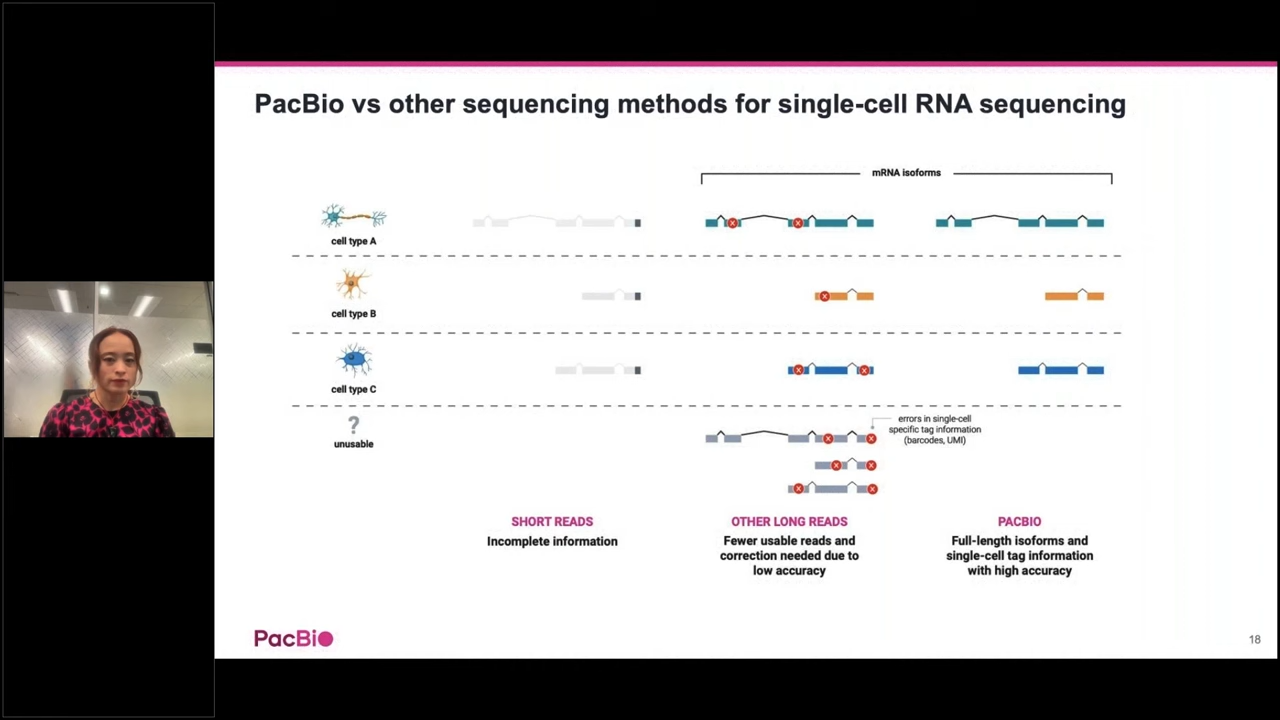 PacBio vs other sequencing methods for single-cell RNA sequencing
mRNA isoforms
cell type A
cell type B
cell type C
?
unusable
errors in single-cell
specific tag information
(barcodes, UMI)
SHORT READS
Incomplete information
OTHER LONG READS
Fewer usable reads and
correction needed due to
low accuracy
PACBIO
Full-length isoforms and
single-cell tag information
with high accuracy
PacBio
18